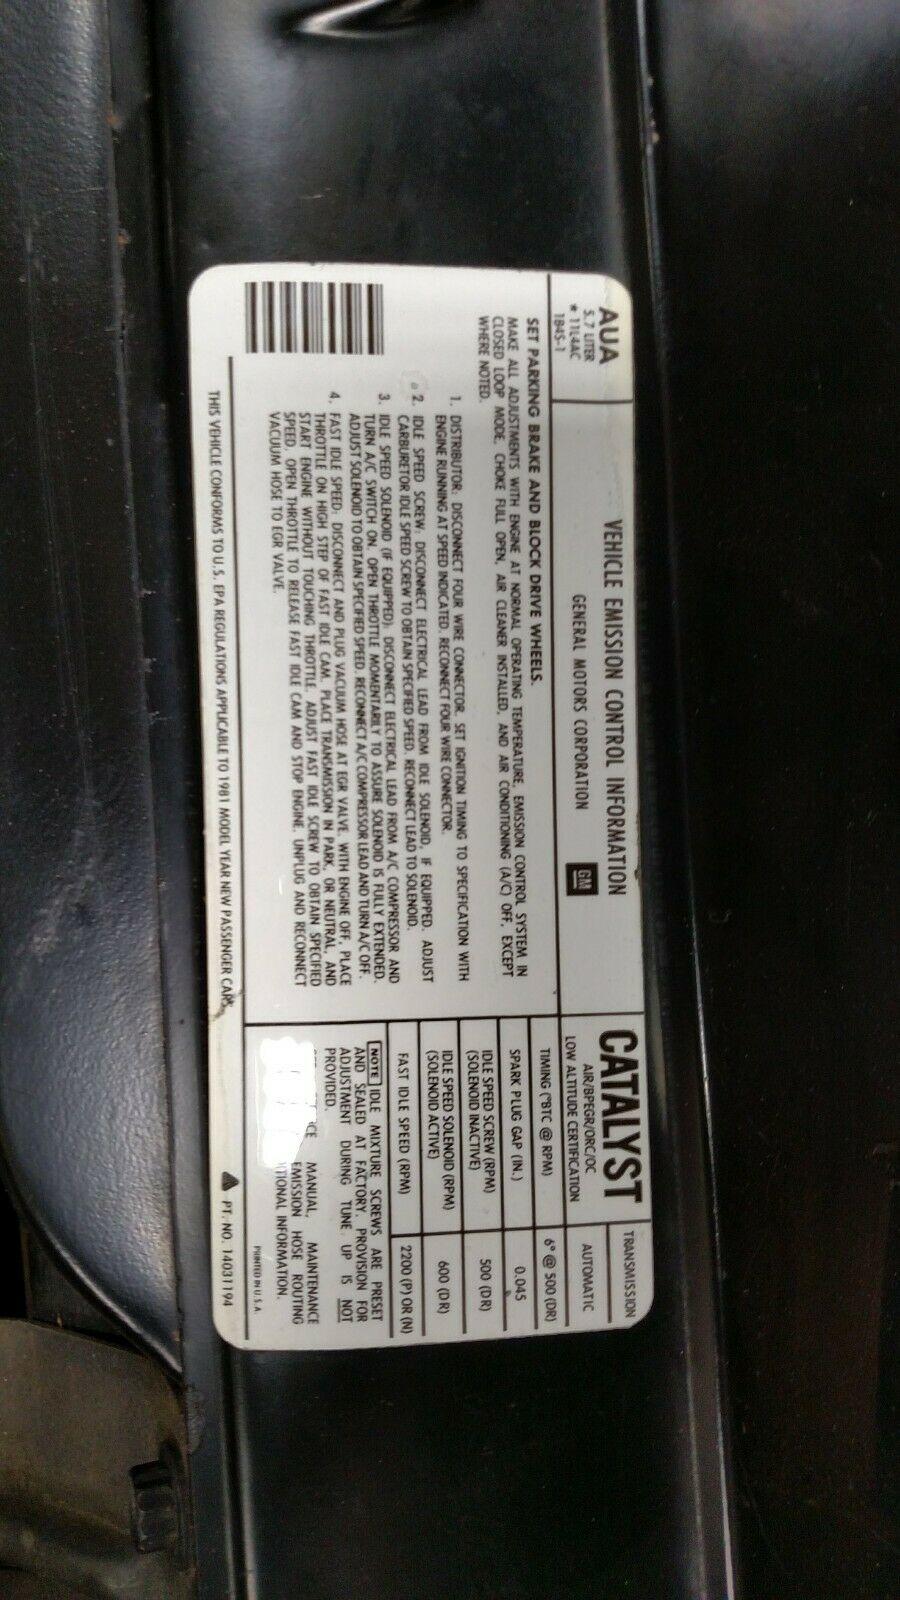 AUA
5.7 LITER
* 11L4AC
1B4S-1
VEHICLE EMISSION CONTROL INFORMATION
GENERAL MOTORS CORPORATION
GM
CATALYST
AIR/BPEGR/ORC/OC
LOW ALTITUDE CERTIFICATION
TRANSMISSION
AUTOMATIC
SET PARKING BRAKE AND BLOCK DRIVE WHEELS.
MAKE ALL ADJUSTMENTS WITH ENGINE AT NORMAL OPERATING TEMPERATURE, EMISSION CONTROL SYSTEM IN
CLOSED LOOP MODE, CHOKE FULL OPEN, AIR CLEANER INSTALLED, AND AIR CONDITIONING (A/C) OFF, EXCEPT
WHERE NOTED.
1. DISTRIBUTOR: DISCONNECT FOUR WIRE CONNECTOR. SET IGNITION TIMING TO SPECIFICATION WITH
ENGINE RUNNING AT SPEED INDICATED. RECONNECT FOUR WIRE CONNECTOR.
2. IDLE SPEED SCREW: DISCONNECT ELECTRICAL LEAD FROM IDLE SOLENOID, IF EQUIPPED. ADJUST
CARBURETOR IDLE SPEED SCREW TO OBTAIN SPECIFIED SPEED. RECONNECT LEAD TO SOLENOID.
3. IDLE SPEED SOLENOID (IF EQUIPPED): DISCONNECT ELECTRICAL LEAD FROM A/C COMPRESSOR AND
TURN A/C SWITCH ON. OPEN THROTTLE MOMENTARILY TO ASSURE SOLENOID IS FULLY EXTENDED.
ADJUST SOLENOID TO OBTAIN SPECIFIED SPEED. RECONNECT A/C COMPRESSOR LEAD AND TURN A/C OFF.
4. FAST IDLE SPEED: DISCONNECT AND PLUG VACUUM HOSE AT EGR VALVE. WITH ENGINE OFF, PLACE
THROTTLE ON HIGH STEP OF FAST IDLE CAM. PLACE TRANSMISSION IN PARK, OR NEUTRAL, AND
START ENGINE WITHOUT TOUCHING THROTTLE. ADJUST FAST IDLE SCREW TO OBTAIN SPECIFIED
SPEED. OPEN THROTTLE TO RELEASE FAST IDLE CAM AND STOP ENGINE. UNPLUG AND RECONNECT
VACUUM HOSE TO EGR VALVE.
TIMING (°BTC @ RPM) 6° @ 500 (DR)
SPARK PLUG GAP (IN.) 0.045
IDLE SPEED SCREW (RPM)
(SOLENOID INACTIVE) 500 (DR)
IDLE SPEED SOLENOID (RPM)
(SOLENOID ACTIVE) 600 (DR)
FAST IDLE SPEED (RPM) 2200 (P) OR (N)
NOTE IDLE MIXTURE SCREWS ARE PRESET
AND SEALED AT FACTORY. PROVISION FOR
ADJUSTMENT DURING TUNE UP IS NOT
PROVIDED.
MANUAL, MAINTENANCE
EMISSION HOSE ROUTING
INFORMATION.
THIS VEHICLE CONFORMS TO U.S. EPA REGULATIONS APPLICABLE TO 1981 MODEL YEAR NEW PASSENGER CARS.
PT. NO. 14031194
PRINTED IN U.S.A.